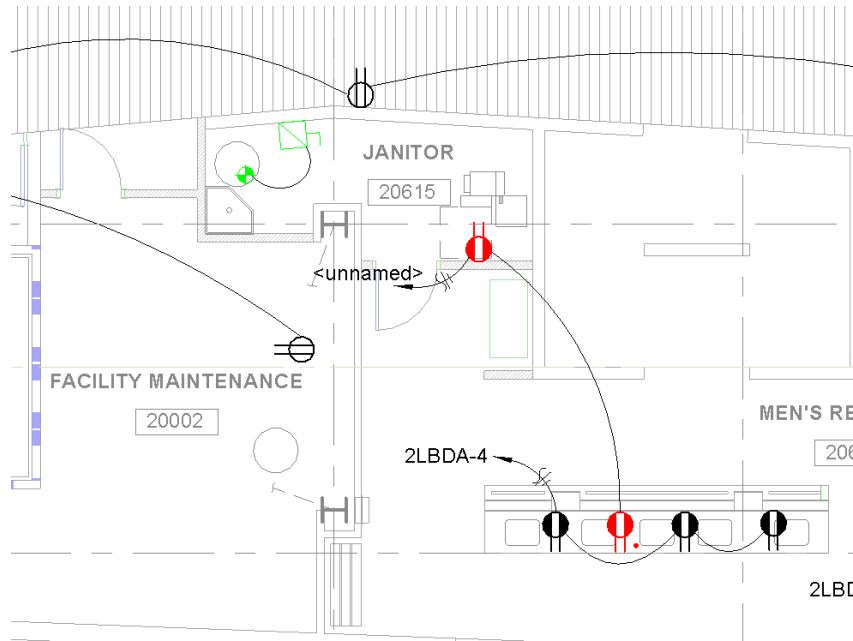 JANITOR
20615
<unnamed>
FACILITY MAINTENANCE
20002
MEN'S RE
2LBDA-4
206
2LBD